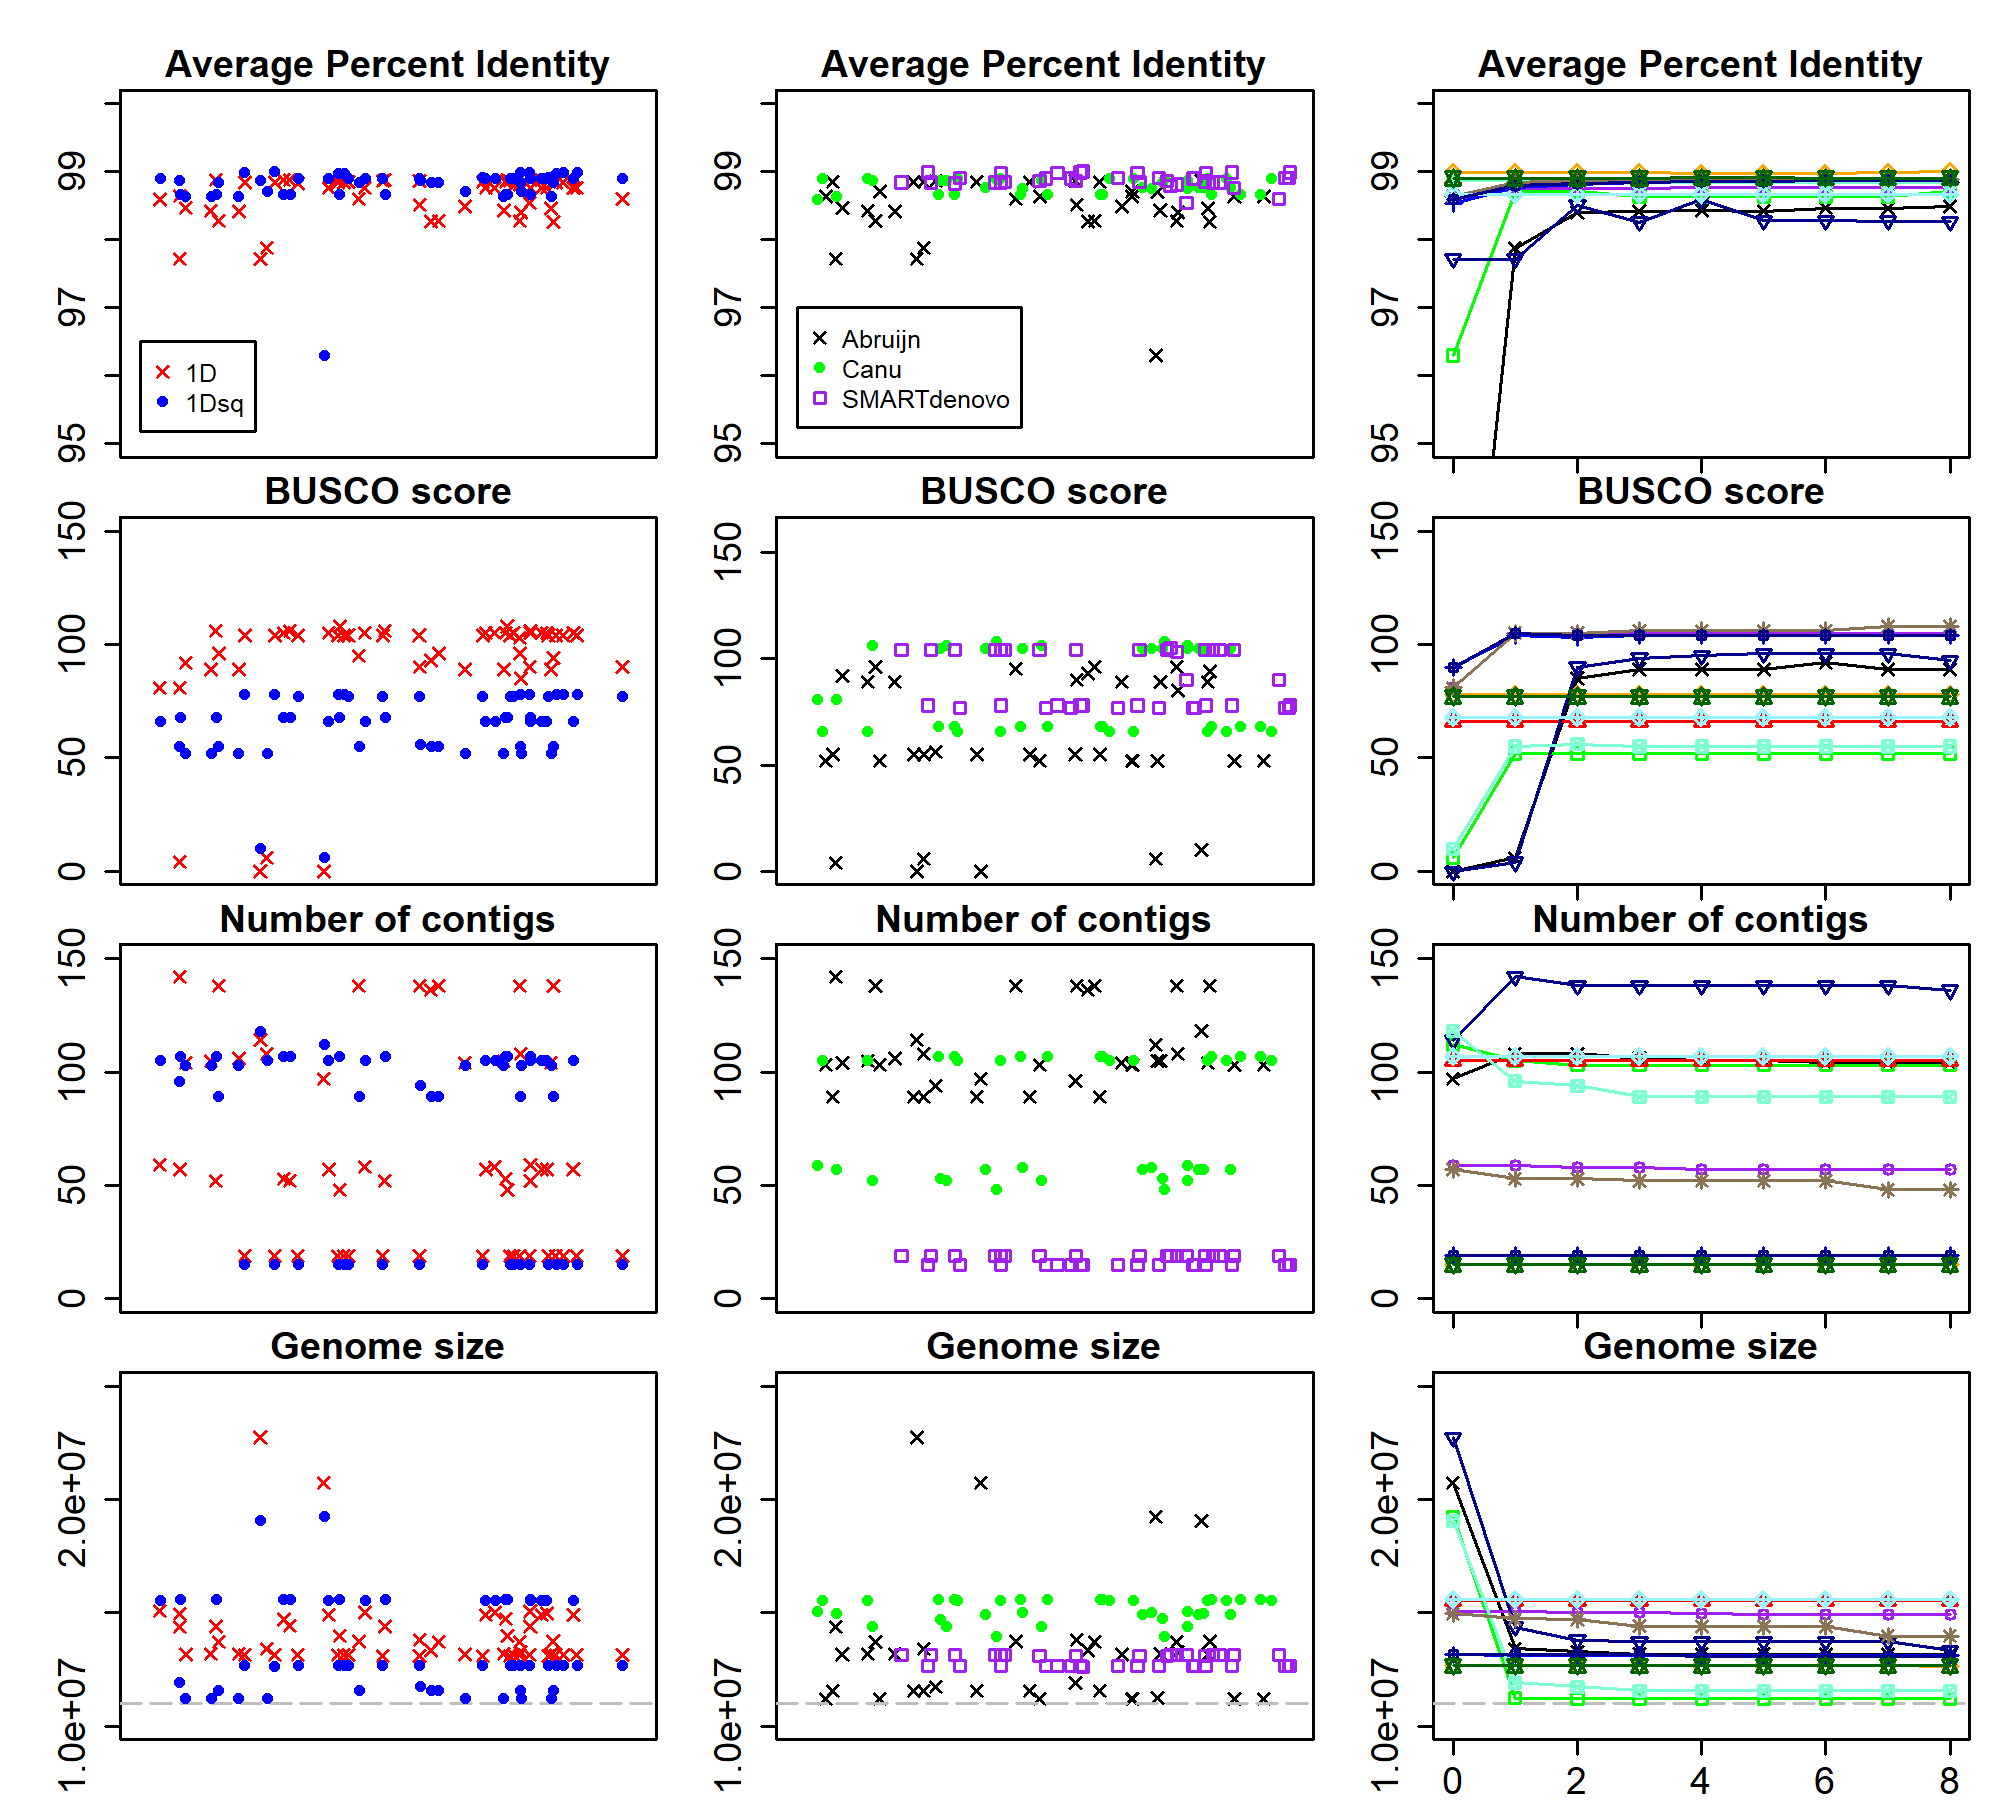 Average Percent Identity
Average Percent Identity
Average Percent Identity
99
97
95
1D
1Dsq
99
97
95
Abruijn
Canu
SMARTdenovo
99
97
95
BUSCO score
BUSCO score
BUSCO score
150
100
50
0
150
100
50
0
150
100
50
0
Number of contigs
Number of contigs
Number of contigs
150
100
50
0
150
100
50
0
150
100
50
0
Genome size
Genome size
Genome size
2.0e+07
1.0e+07
2.0e+07
1.0e+07
2.0e+07
1.0e+07
0 2 4 6 8